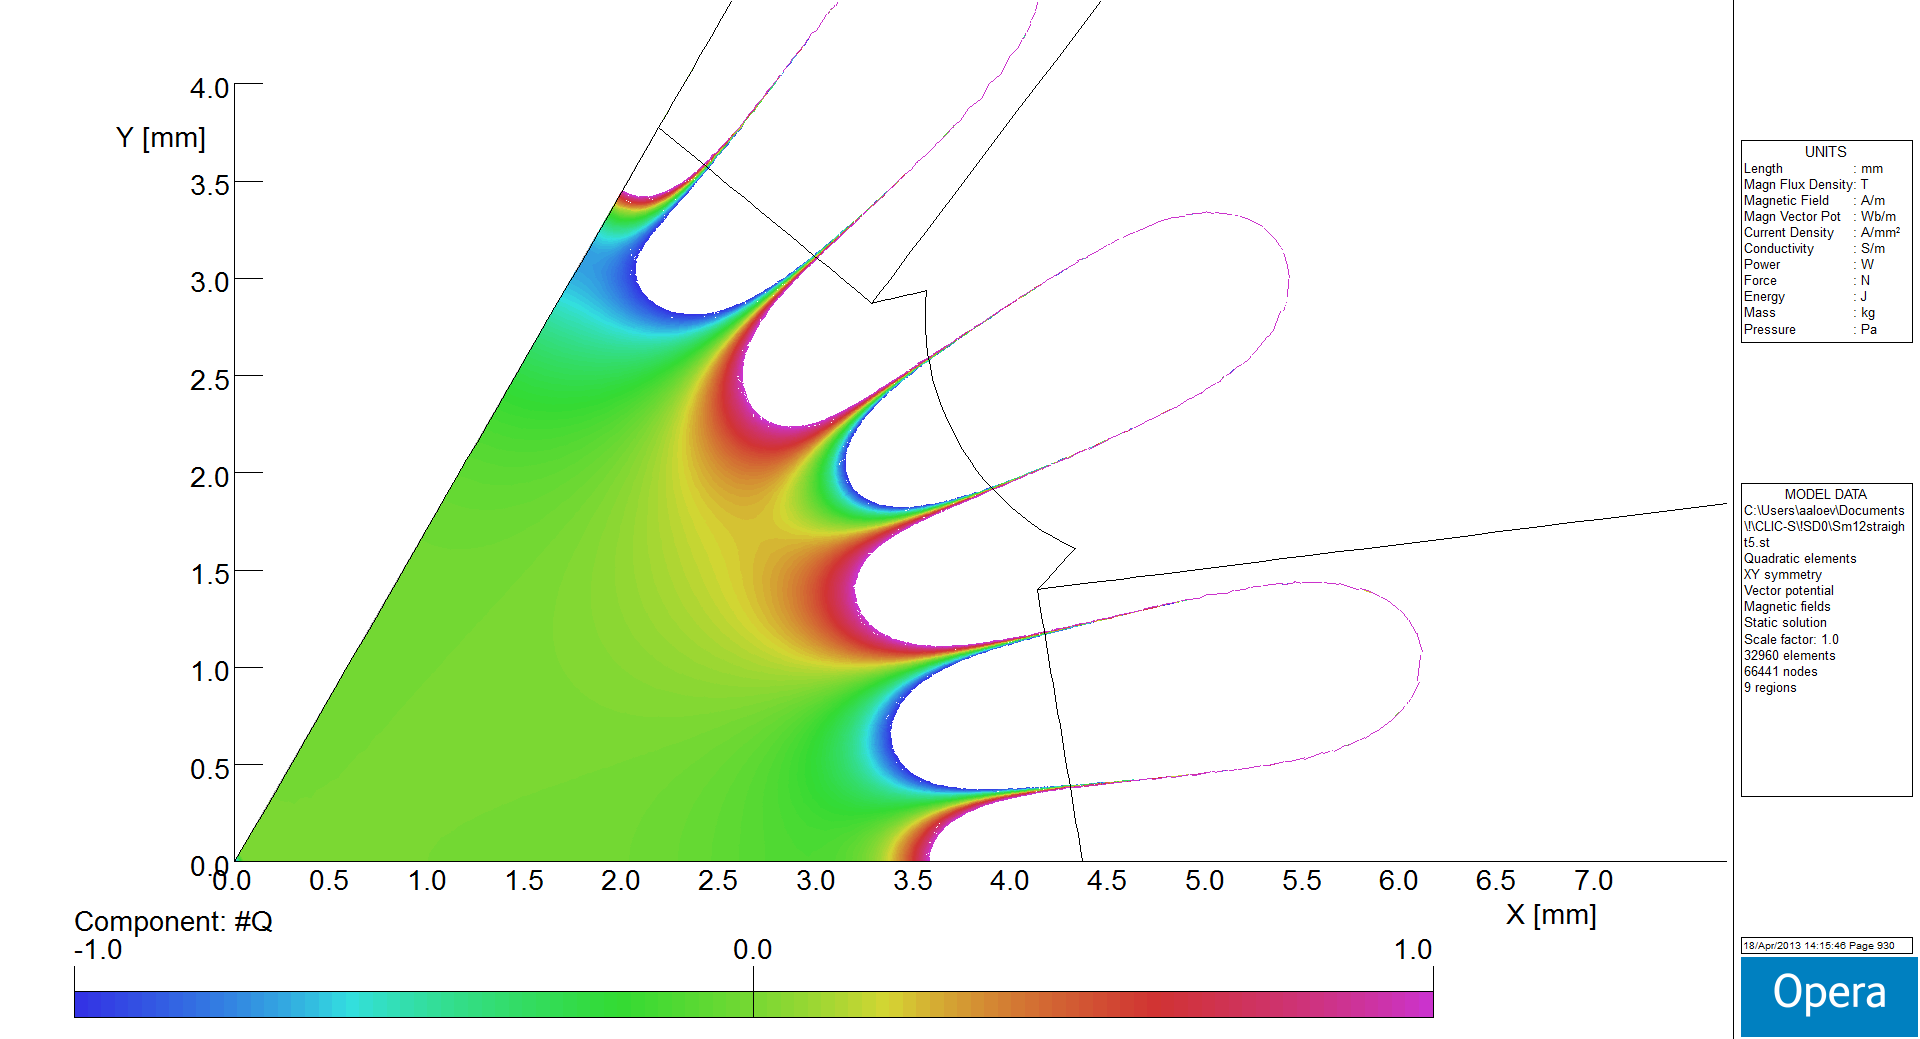 4.0
Y [mm]
3.5
3.0
2.5
2.0
1.5
1.0
0.5
0.0
0.0 0.5 1.0 1.5 2.0 2.5 3.0 3.5 4.0 4.5 5.0 5.5 6.0 6.5 7.0
X [mm]
Component: #Q
-1.0 0.0 1.0
UNITS
Length : mm
Magn Flux Density: T
Magnetic Field : A/m
Magn Vector Pot : Wb/m
Current Density : A/mm²
Conductivity : S/m
Power : W
Force : N
Energy : J
Mass : kg
Pressure : Pa
MODEL DATA
C:\Users\aaloev\Documents
\!\CLIC-S\!SD0\Sm12straigh
t5.st
Quadratic elements
XY symmetry
Vector potential
Magnetic fields
Static solution
Scale factor: 1.0
32960 elements
66441 nodes
9 regions
18/Apr/2013 14:15:46 Page 930
Opera